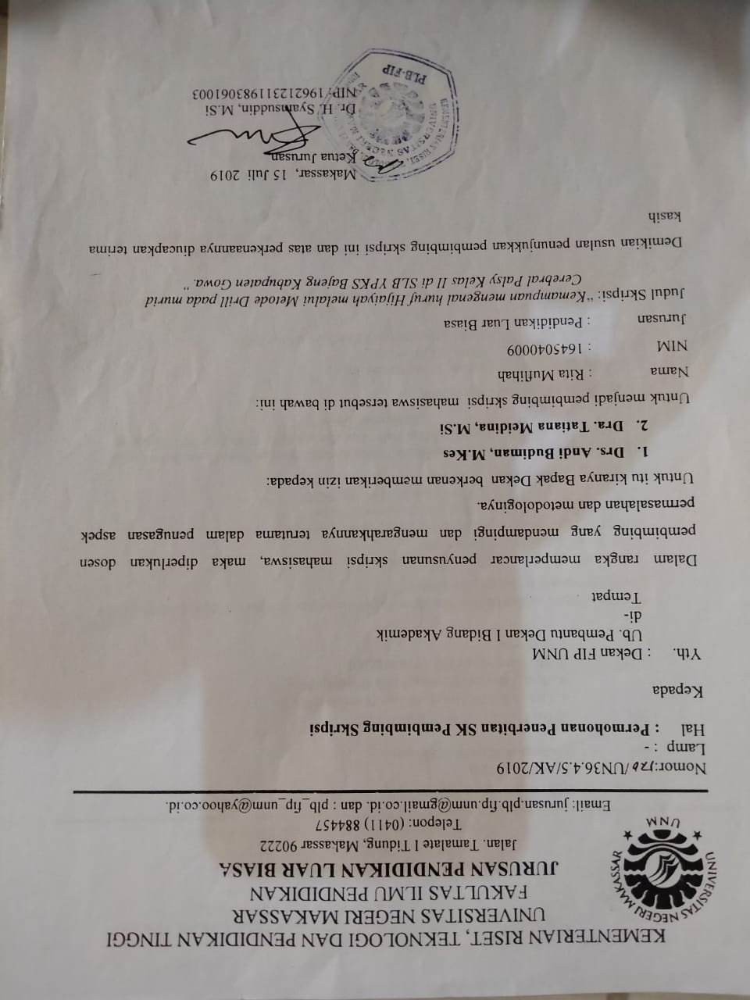 KEMENTERIAN RISET, TEKNOLOGI DAN PENDIDIKAN TINGGI
UNIVERSITAS NEGERI MAKASSAR
FAKULTAS ILMU PENDIDIKAN
JURUSAN PENDIDIKAN LUAR BIASA
Jalan. Tamalate I Tidung, Makassar 90222
Telepon: (0411) 884457
Email: jurusan.plb.fip.unm@gmail.co.id. dan : plb_fip_unm@yahoo.co.id.
UNIVERSITAS NEGERI MAKASSAR
UNM
Nomor: /UN36.4.5/AK/2019
Lamp : -
Hal : Permohonan Penerbitan SK Pembimbing Skripsi
Kepada
Yth. : Dekan FIP UNM
Ub. Pembantu Dekan I Bidang Akademik
di-
Tempat
Dalam rangka memperlancar penyusunan skripsi mahasiswa, maka diperlukan dosen
pembimbing yang mendampingi dan mengarahkannya terutama dalam penugasan aspek
permasalahan dan metodologinya.
Untuk itu kiranya Bapak Dekan berkenan memberikan izin kepada:
1. Drs. Andi Budiman, M.Kes
2. Dra. Tatiana Meidina, M.Si
Untuk menjadi pembimbing skripsi mahasiswa tersebut di bawah ini:
Nama : Rita Muflihah
NIM : 1645040009
Jurusan : Pendidikan Luar Biasa
Judul Skripsi: "Kemampuan mengenal huruf Hijaiyah melalui Metode Drill pada murid
Cerebral Palsy Kelas II di SLB YPKS Bajeng Kabupaten Gowa."
Demikian usulan penunjukkan pembimbing skripsi ini dan atas perkenaannya diucapkan terima
kasih
Makassar, 15 Juli 2019
Ketua Jurusan
Dr. H. Syamsuddin, M.Si
NIP. 196212311983061003
PLB-FIP